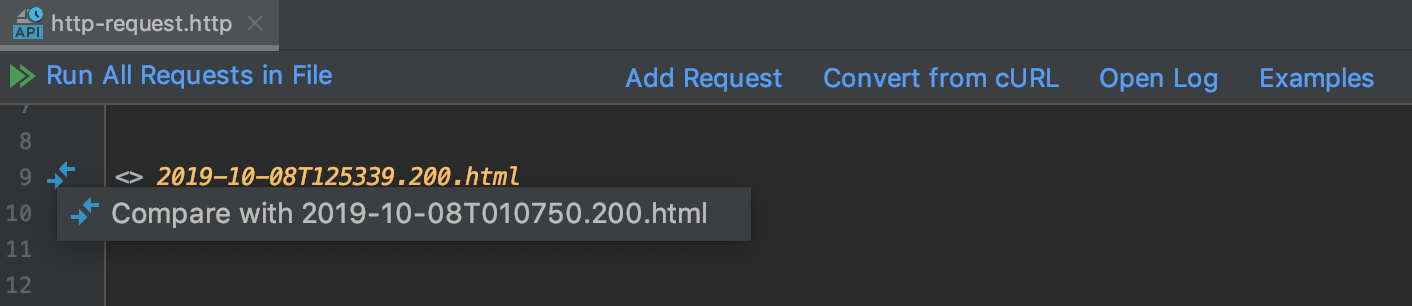 API http-request.http
Run All Requests in File Add Request Convert from cURL Open Log Examples
7
8
9 <> 2019-10-08T125339.200.html
10 Compare with 2019-10-08T010750.200.html
11
12